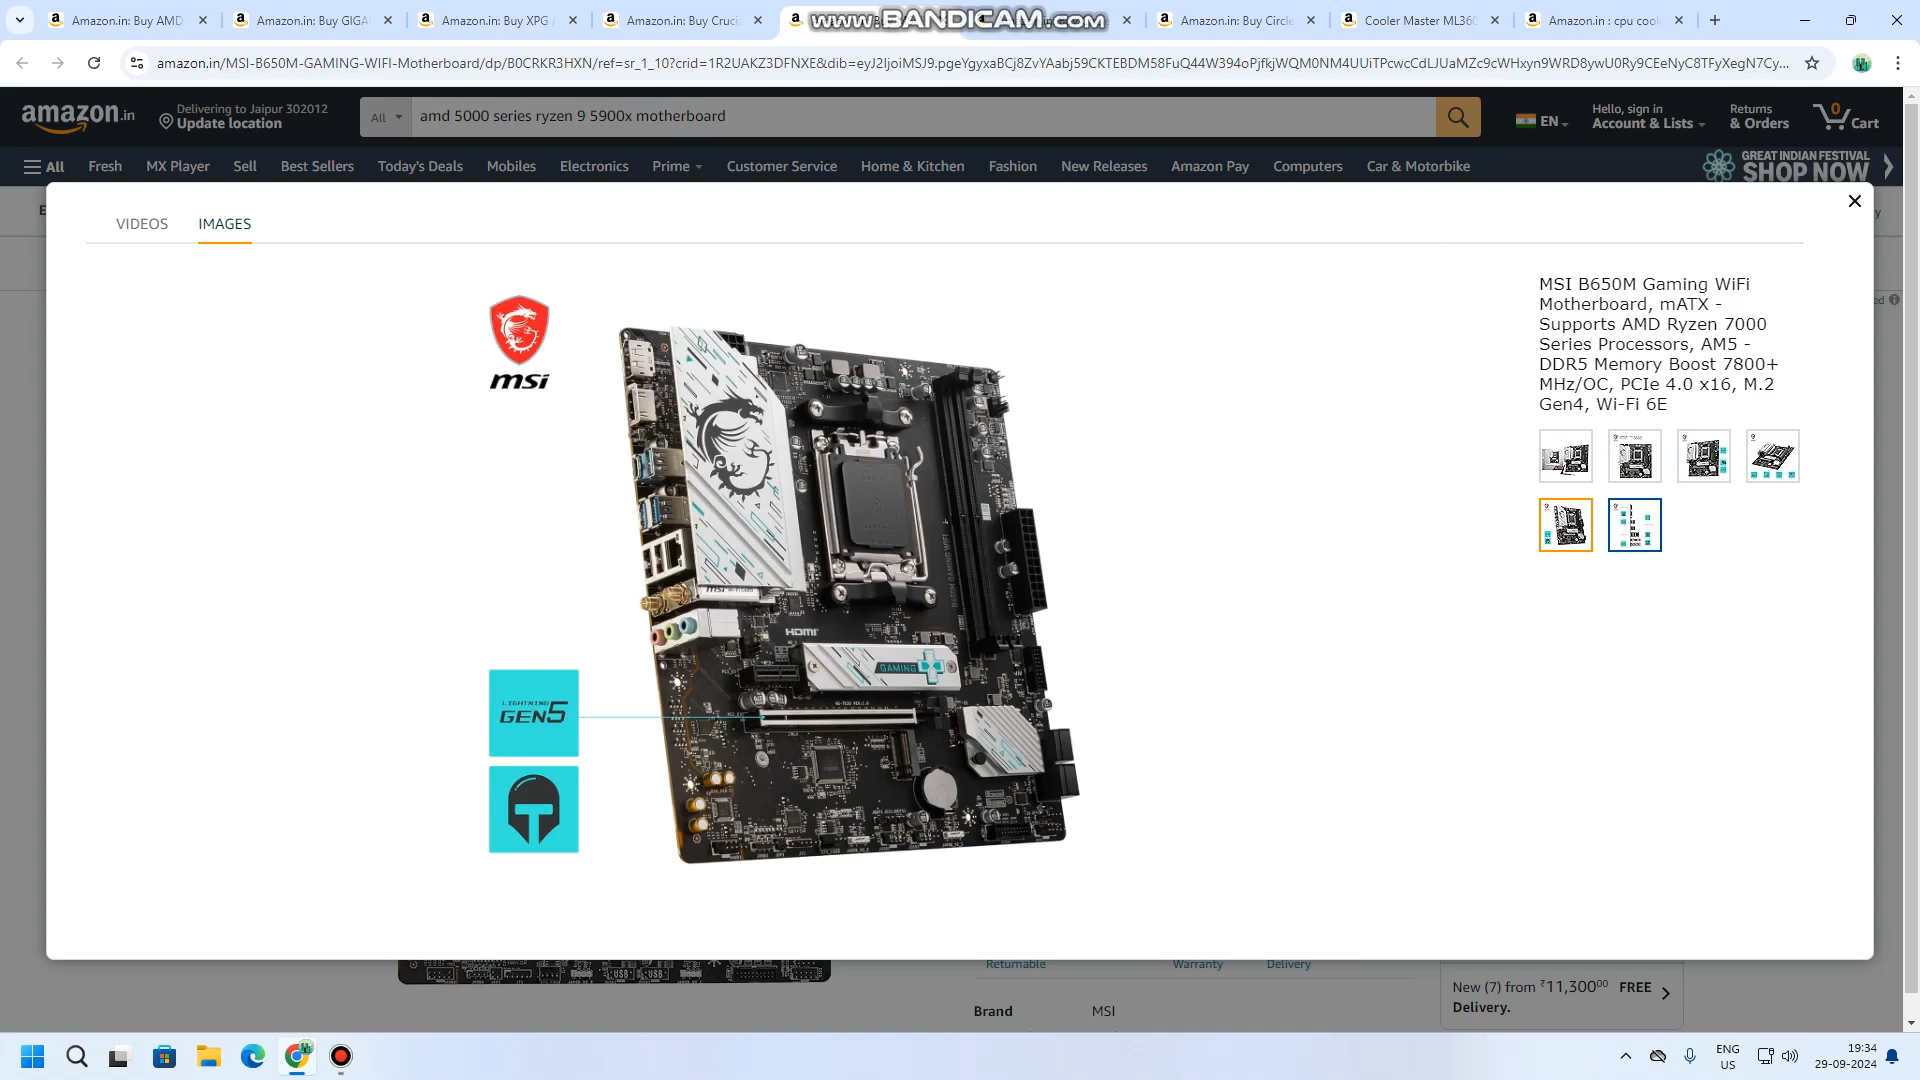 Amazon.in: Buy AMD
Amazon.in: Buy GIGA
Amazon.in: Buy XPG
Amazon.in: Buy Crucia
www.BANDICAM.com
Amazon.in: Buy Circle
Cooler Master ML360
Amazon.in : cpu cool
amazon.in/MSI-B650M-GAMING-WIFI-Motherboard/dp/B0CRKR3HXN/ref=sr_1_10?crid=1R2UAKZ3DFNXE&dib=eyJ2IjoiMSJ9.pgeYgyxaBCj8ZvYAabj59CKTEBDM58FuQ44W394oPjfkjWQM0NM4UUiTPcwcCdLJUaMZc9cWHxyn9WRD8ywU0Ry9CEeNyC8TFyXegN7Cy...
amazon.in
Delivering to Jaipur 302012
Update location
All
amd 5000 series ryzen 9 5900x motherboard
EN
Hello, sign in
Account & Lists
Returns
& Orders
0
Cart
All
Fresh
MX Player
Sell
Best Sellers
Today's Deals
Mobiles
Electronics
Prime
Customer Service
Home & Kitchen
Fashion
New Releases
Amazon Pay
Computers
Car & Motorbike
GREAT INDIAN FESTIVAL
SHOP NOW
VIDEOS
IMAGES
msi
MSI B650M Gaming WiFi
Motherboard, mATX -
Supports AMD Ryzen 7000
Series Processors, AM5 -
DDR5 Memory Boost 7800+
MHz/OC, PCIe 4.0 x16, M.2
Gen4, Wi-Fi 6E
B650M GAMING WIFI
HDMI
GAMING
LIGHTNING
GEN5
Returnable
Warranty
Delivery
Brand
MSI
New (7) from ₹11,300⁰⁰ FREE
Delivery.
ENG
US
19:34
29-09-2024